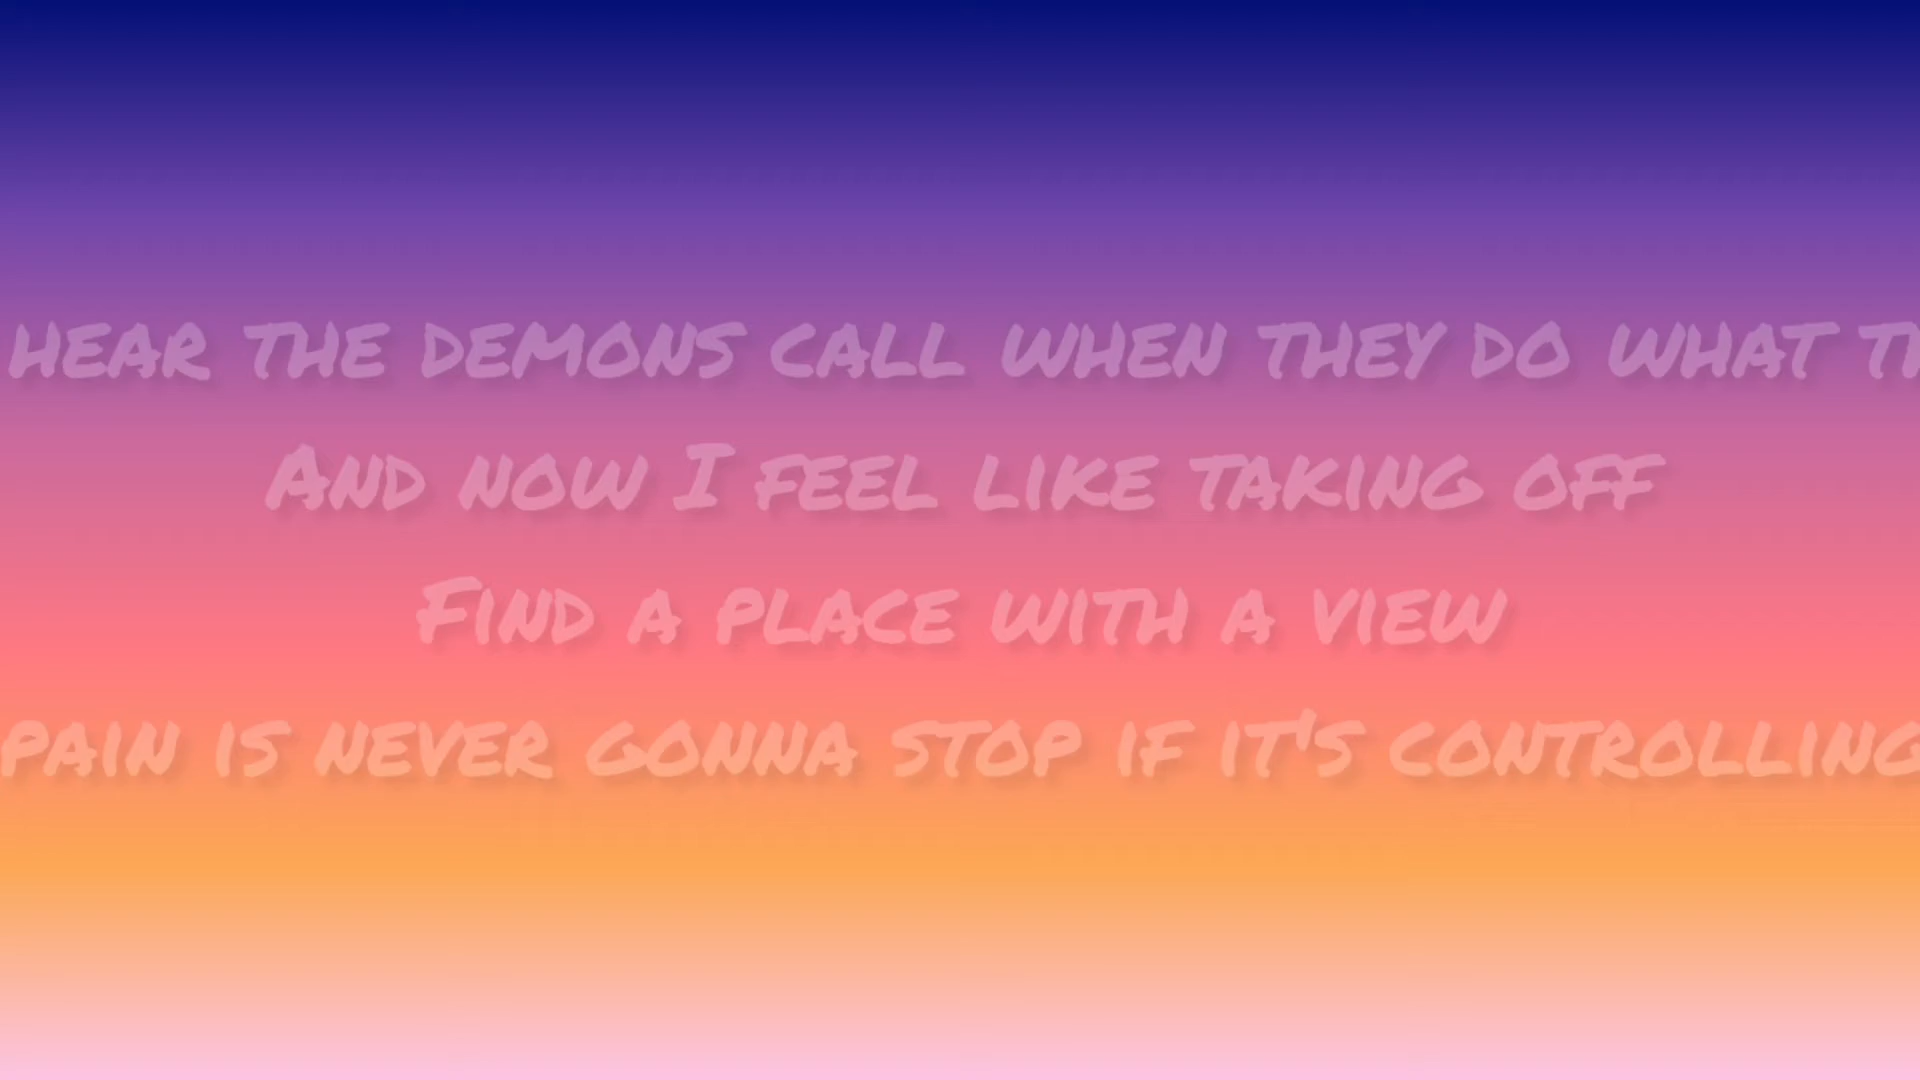 hear the demons call when they do what
And now I feel like taking off
Find a place with a view
pain is never gonna stop if it's controlling